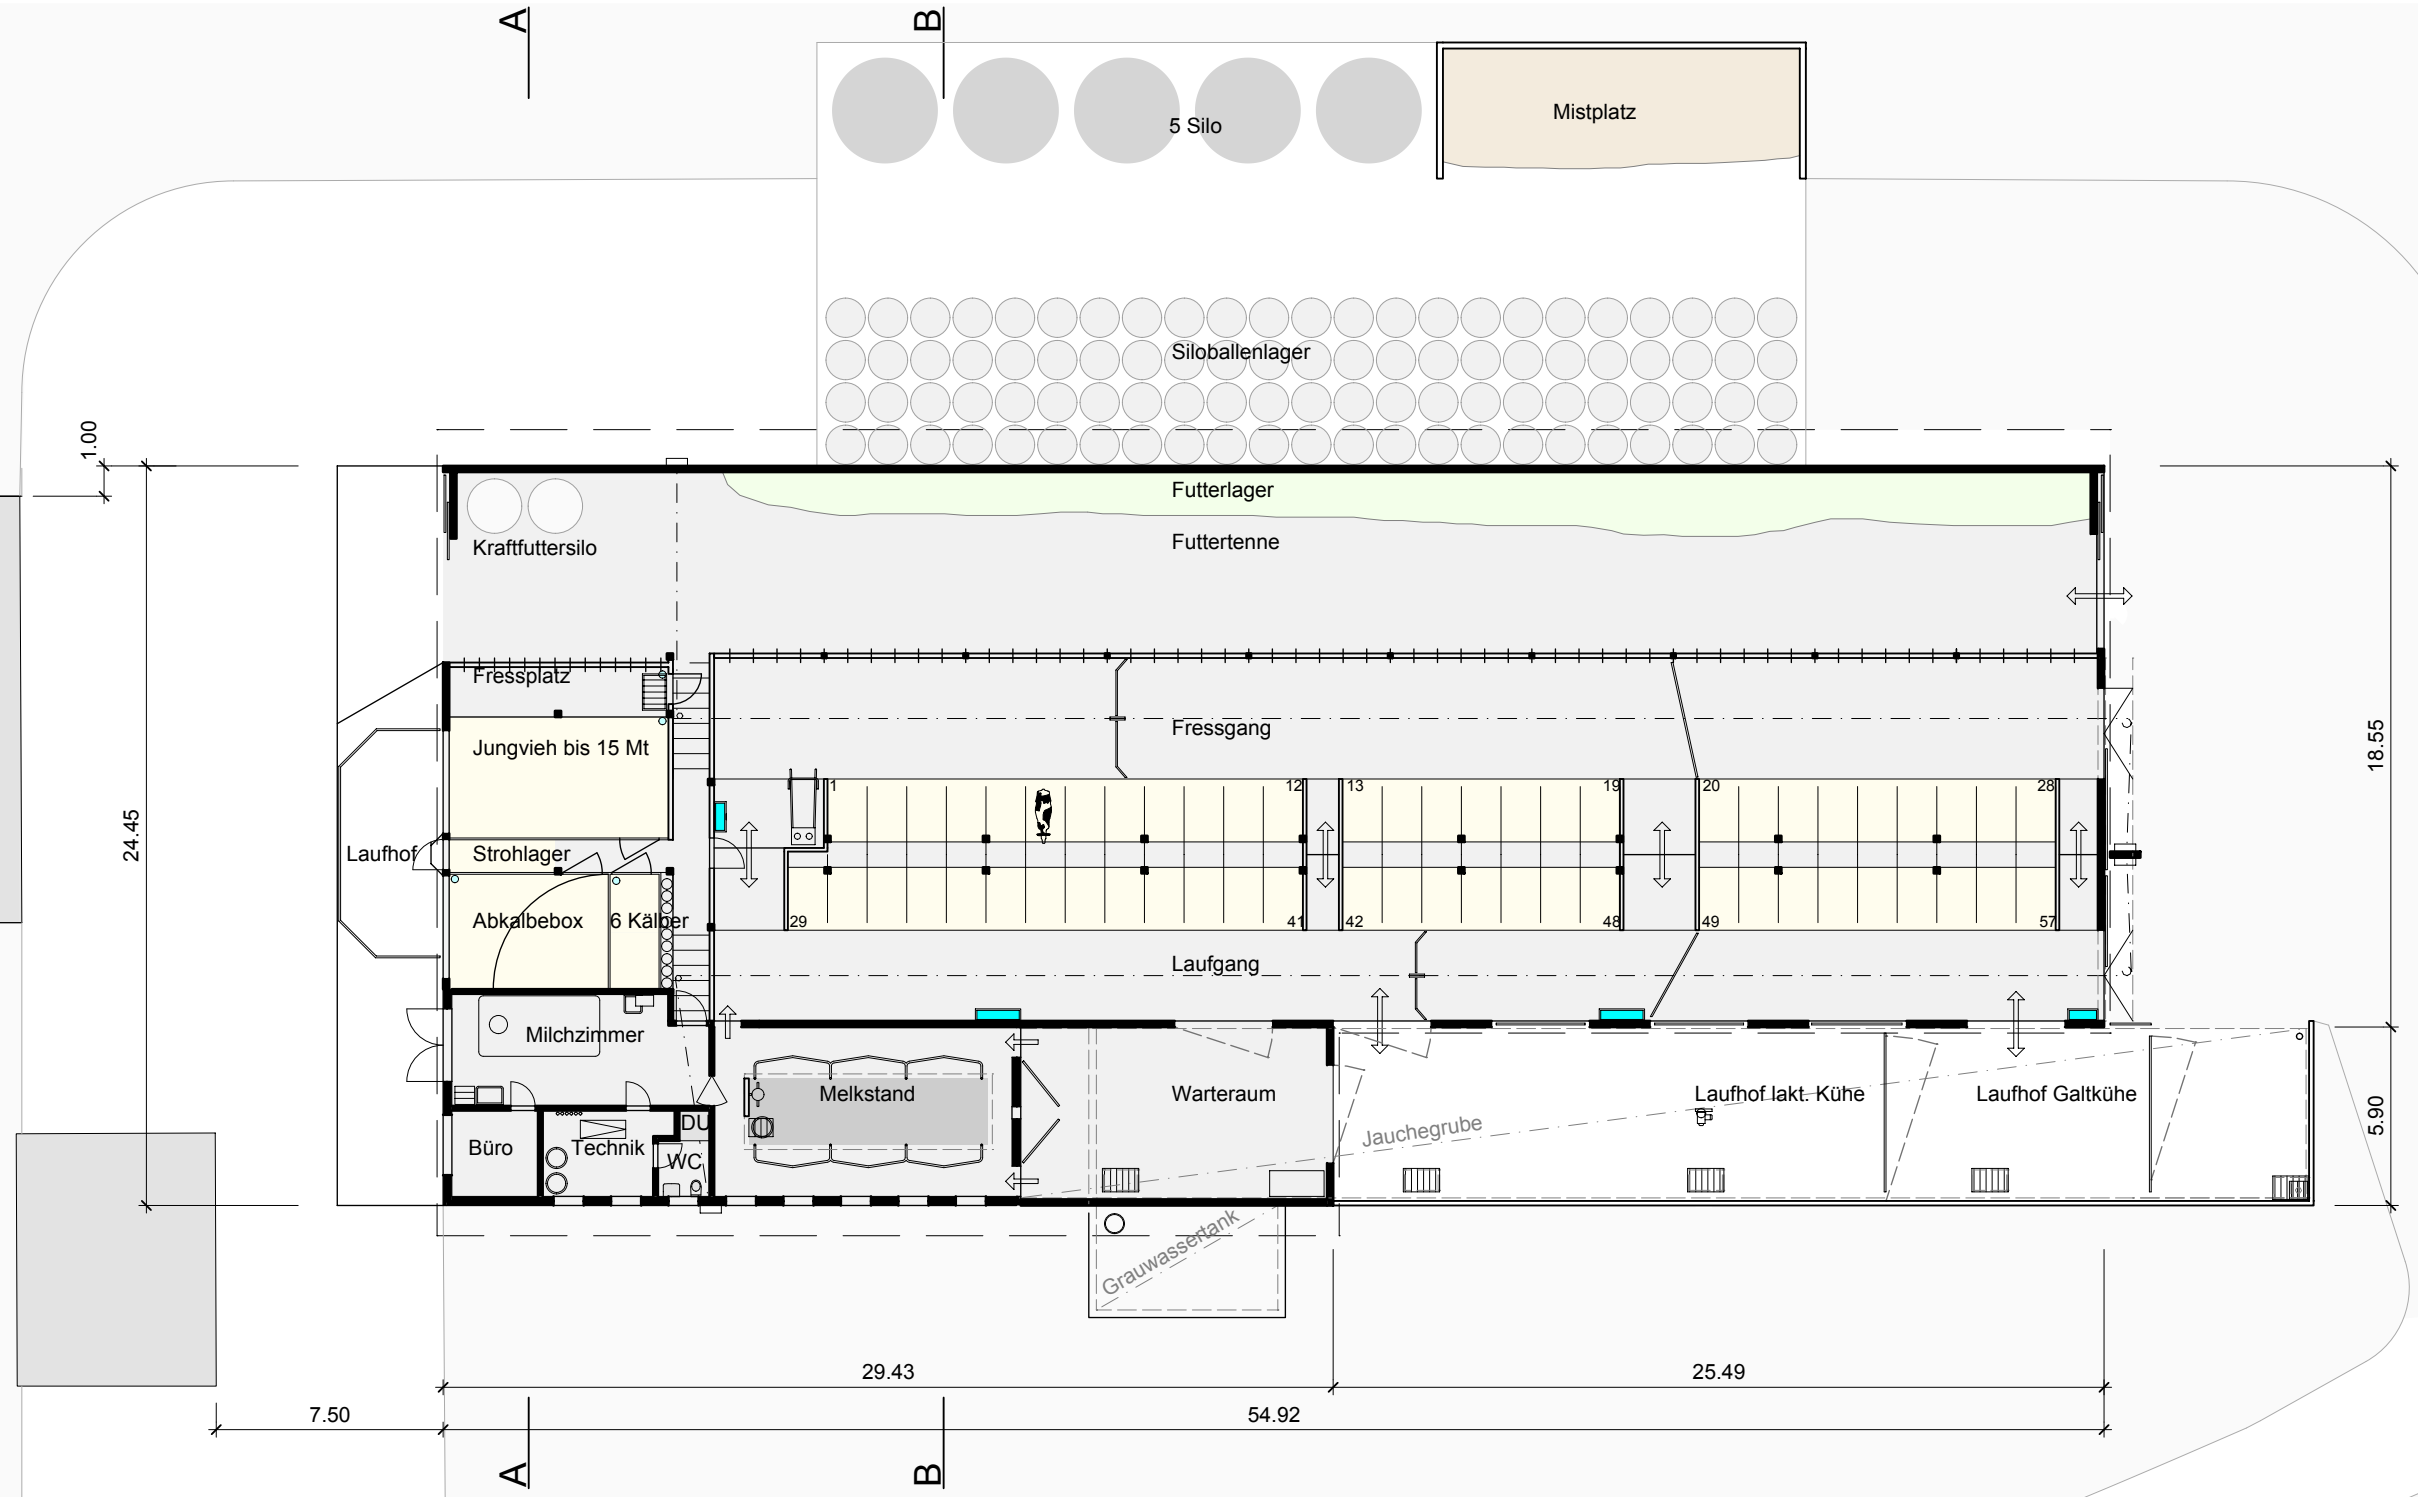 A
B
5 Silo
Mistplatz
Siloballenlager
1.00
Futterlager
Kraftfuttersilo
Futtertenne
Fressplatz
Fressgang
18.55
Jungvieh bis 15 Mt
1
12
13
19
20
28
24.45
Laufhof
Strohlager
Abkalbebox
6 Kälber
29
41
42
48
49
57
Laufgang
Milchzimmer
Melkstand
Warteraum
Laufhof lakt. Kühe
Laufhof Galtkühe
5.90
DU
Jauchegrube
Büro
Technik
WC
Grauwassertank
29.43
25.49
7.50
54.92
A
B